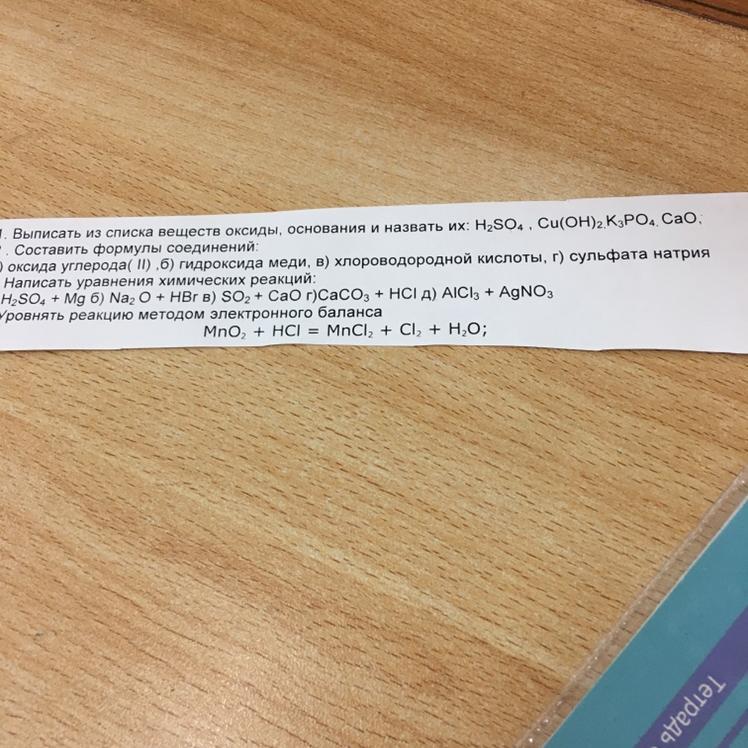 1. Выписать из списка веществ оксиды, основания и назвать их: H₂SO₄ , Cu(OH)₂,K₃PO₄, CaO,
. Составить формулы соединений:
) оксида углерода( II) ,б) гидроксида меди, в) хлороводородной кислоты, г) сульфата натрия
Написать уравнения химических реакций:
H₂SO₄ + Mg б) Na₂ O + HBr в) SO₂ + CaO г)CaCO₃ + HCl д) AlCl₃ + AgNO₃
Уровнять реакцию методом электронного баланса
MnO₂ + HCl = MnCl₂ + Cl₂ + H₂O;
Тетрадь